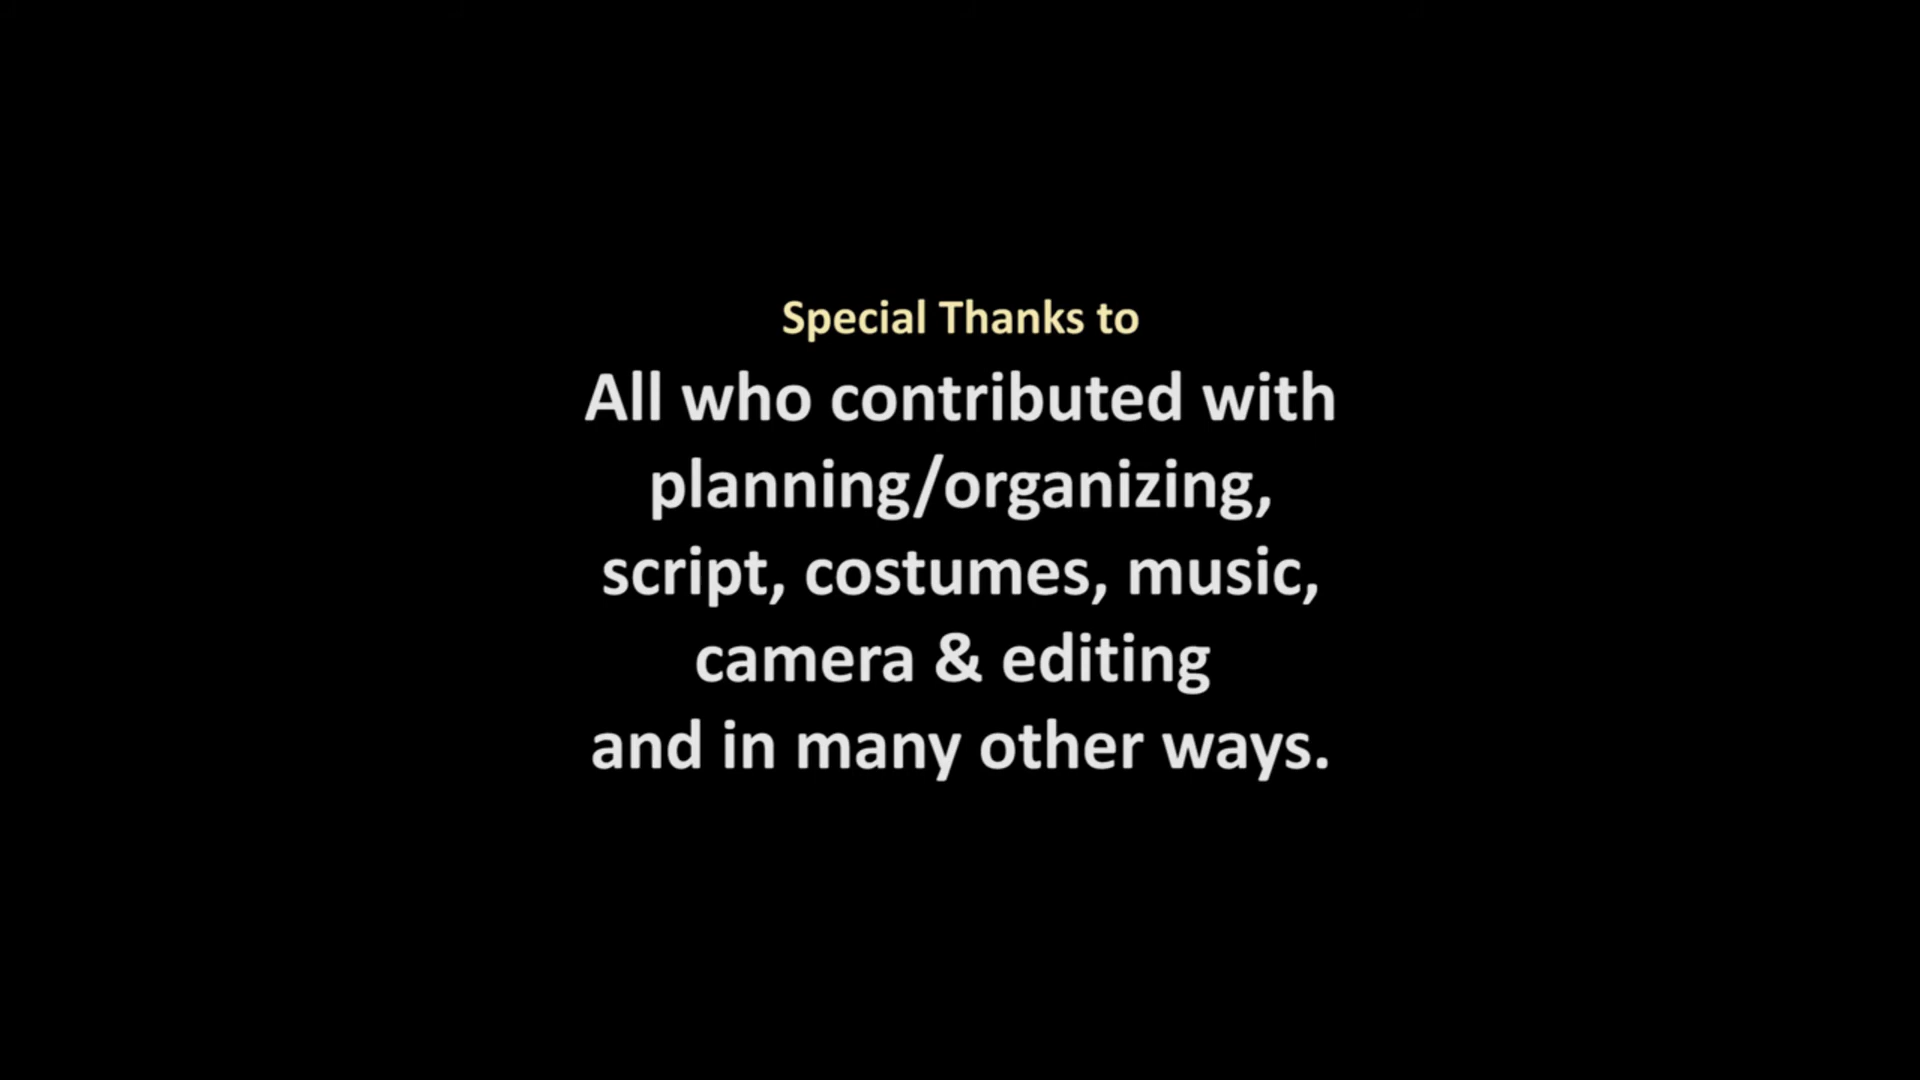 Special Thanks to
All who contributed with
planning/organizing,
script, costumes, music,
camera & editing
and in many other ways.